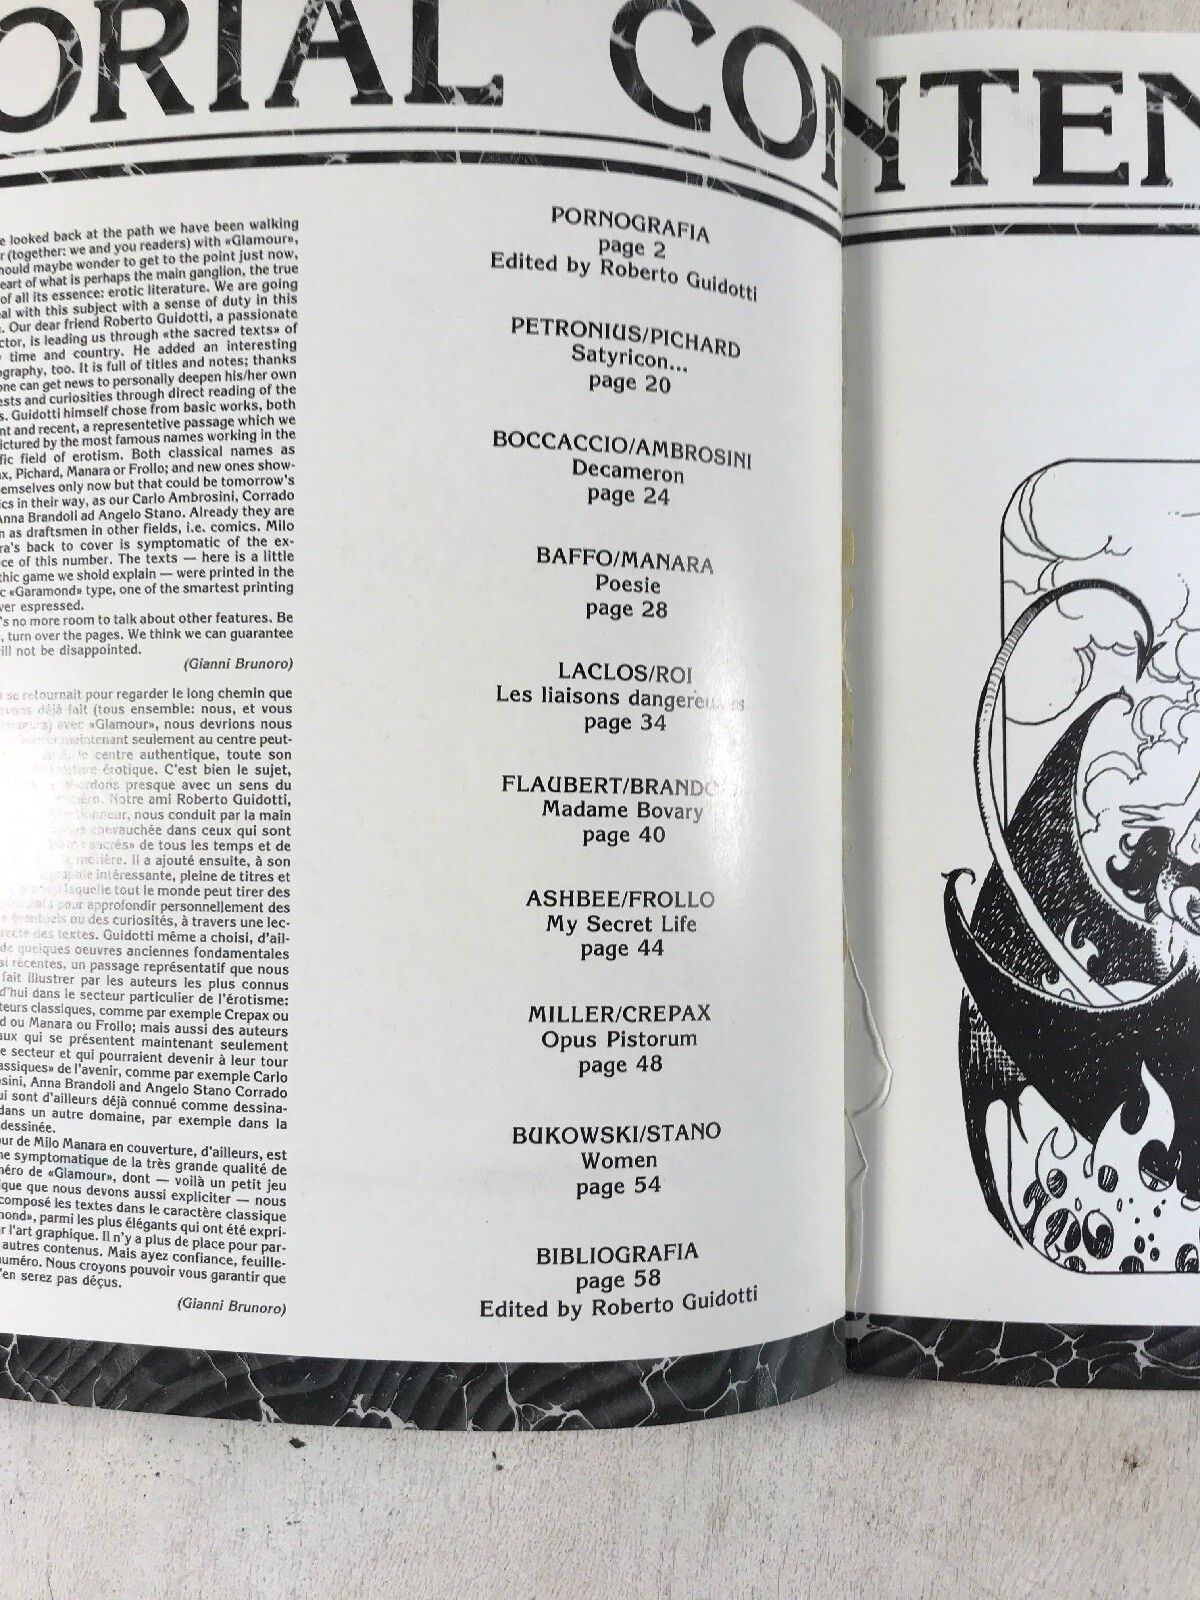 ORIAL CONTEN
looked back at the path we have been walking
(together: we and you readers) with «Glamour»,
maybe wonder to get to the point just now,
of what is perhaps the main ganglion, the true
of all its essence: erotic literature. We are going
with this subject with a sense of duty in this
Our dear friend Roberto Guidotti, a passionate
is leading us through «the sacred texts» of
time and country. He added an interesting
too. It is full of titles and notes; thanks
one can get news to personally deepen his/her own
and curiosities through direct reading of the
Guidotti himself chose from basic works, both
and recent, a representetive passage which we
by the most famous names working in the
field of erotism. Both classical names as
Pichard, Manara or Frollo; and new ones show-
only now but that could be tomorrow's
in their way, as our Carlo Ambrosini, Corrado
Anna Brandoli ad Angelo Stano. Already they are
as draftsmen in other fields, i.e. comics. Milo
back to cover is symptomatic of the ex-
of this number. The texts — here is a little
game we shold explain — were printed in the
«Garamond» type, one of the smartest printing
espressed.
no more room to talk about other features. Be
turn over the pages. We think we can guarantee
not be disappointed.
(Gianni Brunoro)
se retournait pour regarder le long chemin que
déjà fait (tous ensemble: nous, et vous
avec «Glamour», nous devrions nous
maintenant seulement au centre peut-
le centre authentique, toute son
érotique. C'est bien le sujet,
presque avec un sens du
Notre ami Roberto Guidotti,
nous conduit par la main
chevauchée dans ceux qui sont
sacrés» de tous les temps et de
Il a ajouté ensuite, à son
intéressante, pleine de titres et
laquelle tout le monde peut tirer des
pour approfondir personnellement des
éventuels ou des curiosités, à travers une lec-
des textes. Guidotti même a choisi, d'ail-
de quelques oeuvres anciennes fondamentales
récentes, un passage représentatif que nous
fait illustrer par les auteurs les plus connus
dans le secteur particulier de l'érotisme:
classiques, comme par exemple Crepax ou
ou Manara ou Frollo; mais aussi des auteurs
qui se présentent maintenant seulement
secteur et qui pourraient devenir à leur tour
de l'avenir, comme par exemple Carlo
Anna Brandoli and Angelo Stano Corrado
sont d'ailleurs déjà connué comme dessina-
dans un autre domaine, par exemple dans la
dessinée.
de Milo Manara en couverture, d'ailleurs, est
symptomatique de la très grande qualité de
de «Glamour», dont — voilà un petit jeu
que nous devons aussi expliciter — nous
composé les textes dans le caractère classique
parmi les plus élégants qui ont été expri-
l'art graphique. Il n'y a plus de place pour par-
autres contenus. Mais ayez confiance, feuille-
Nous croyons pouvoir vous garantir que
serez pas déçus.
(Gianni Brunoro)
PORNOGRAFIA
page 2
Edited by Roberto Guidotti
PETRONIUS/PICHARD
Satyricon...
page 20
BOCCACCIO/AMBROSINI
Decameron
page 24
BAFFO/MANARA
Poesie
page 28
LACLOS/ROI
Les liaisons dangereuses
page 34
FLAUBERT/BRANDO
Madame Bovary
page 40
ASHBEE/FROLLO
My Secret Life
page 44
MILLER/CREPAX
Opus Pistorum
page 48
BUKOWSKI/STANO
Women
page 54
BIBLIOGRAFIA
page 58
Edited by Roberto Guidotti